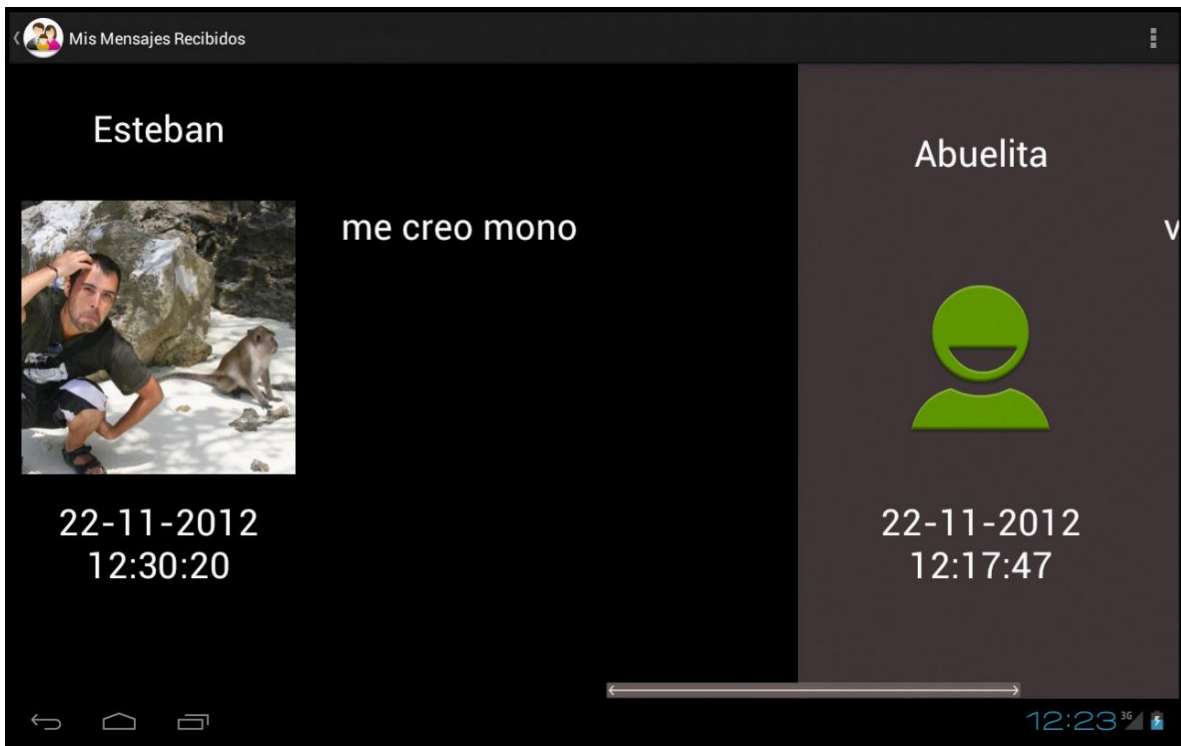 Mis Mensajes Recibidos
Esteban
me creo mono
22-11-2012
12:30:20
Abuelita
v
22-11-2012
12:17:47
12:23 3G